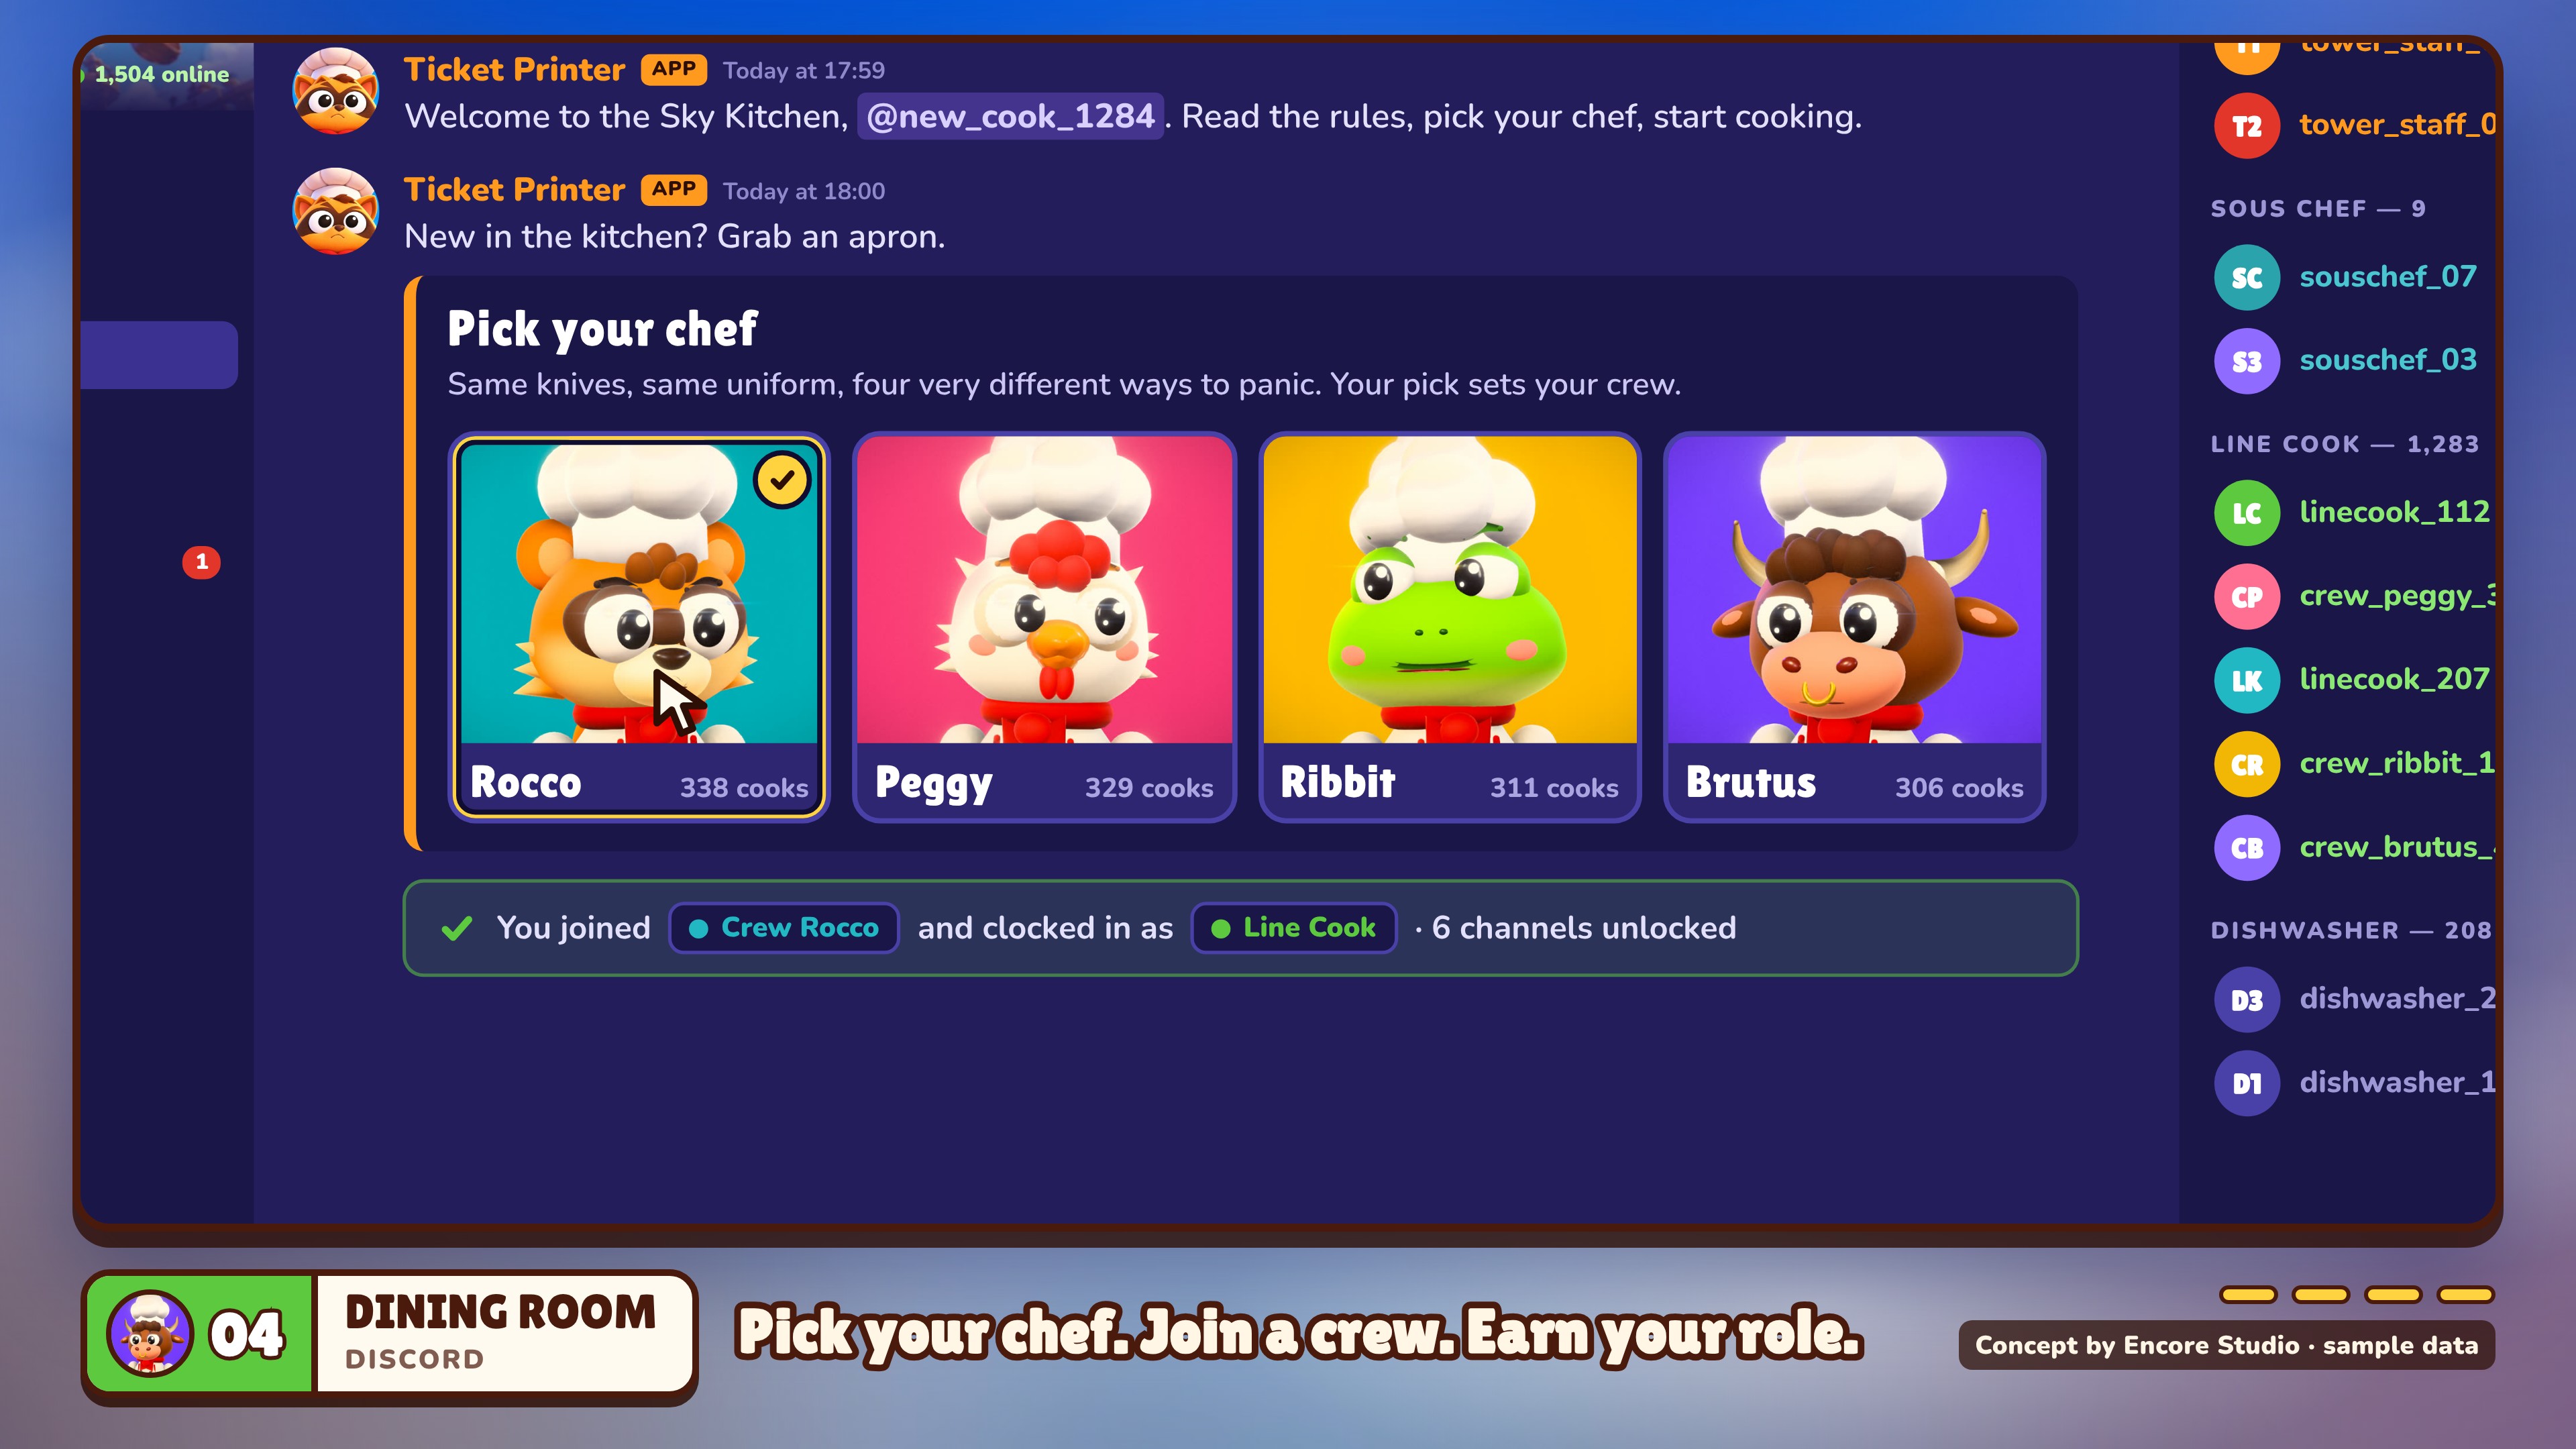 1,504 online
Ticket Printer APP Today at 17:59
Welcome to the Sky Kitchen, @new_cook_1284. Read the rules, pick your chef, start cooking.
Ticket Printer APP Today at 18:00
New in the kitchen? Grab an apron.
Pick your chef
Same knives, same uniform, four very different ways to panic. Your pick sets your crew.
Rocco 338 cooks
Peggy 329 cooks
Ribbit 311 cooks
Brutus 306 cooks
You joined Crew Rocco and clocked in as Line Cook · 6 channels unlocked
1
tower_staff_
T2 tower_staff_0
SOUS CHEF — 9
SC souschef_07
S3 souschef_03
LINE COOK — 1,283
LC linecook_112
CP crew_peggy_3
LK linecook_207
CR crew_ribbit_1
CB crew_brutus_
DISHWASHER — 208
D3 dishwasher_2
D1 dishwasher_1
04 DINING ROOM
DISCORD
Pick your chef. Join a crew. Earn your role.
Concept by Encore Studio · sample data